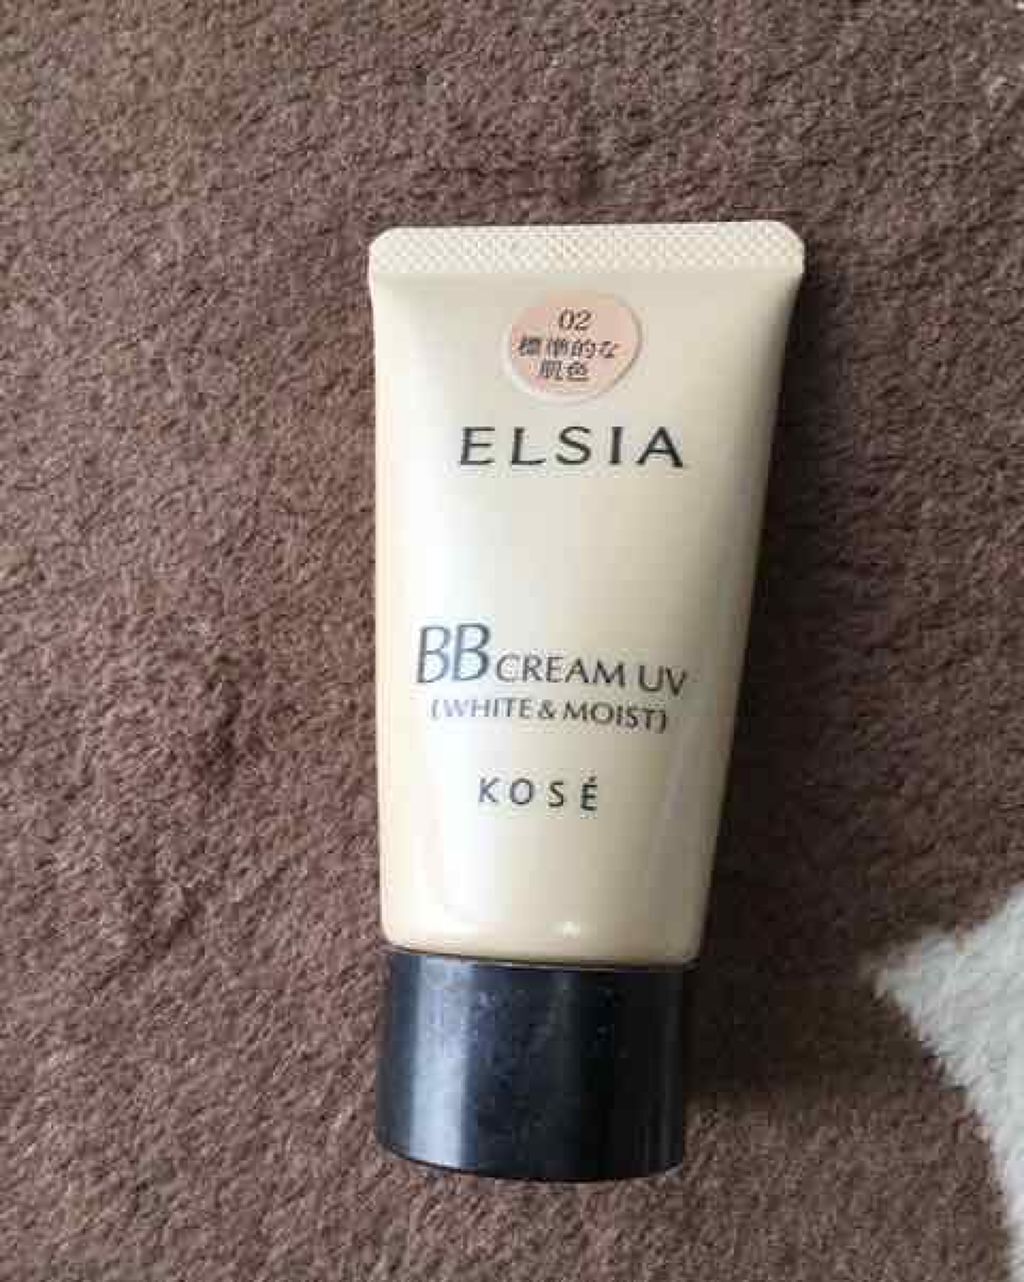 02
標準的な
肌色
ELSIA
BB CREAM UV
(WHITE & MOIST)
KOSÉ